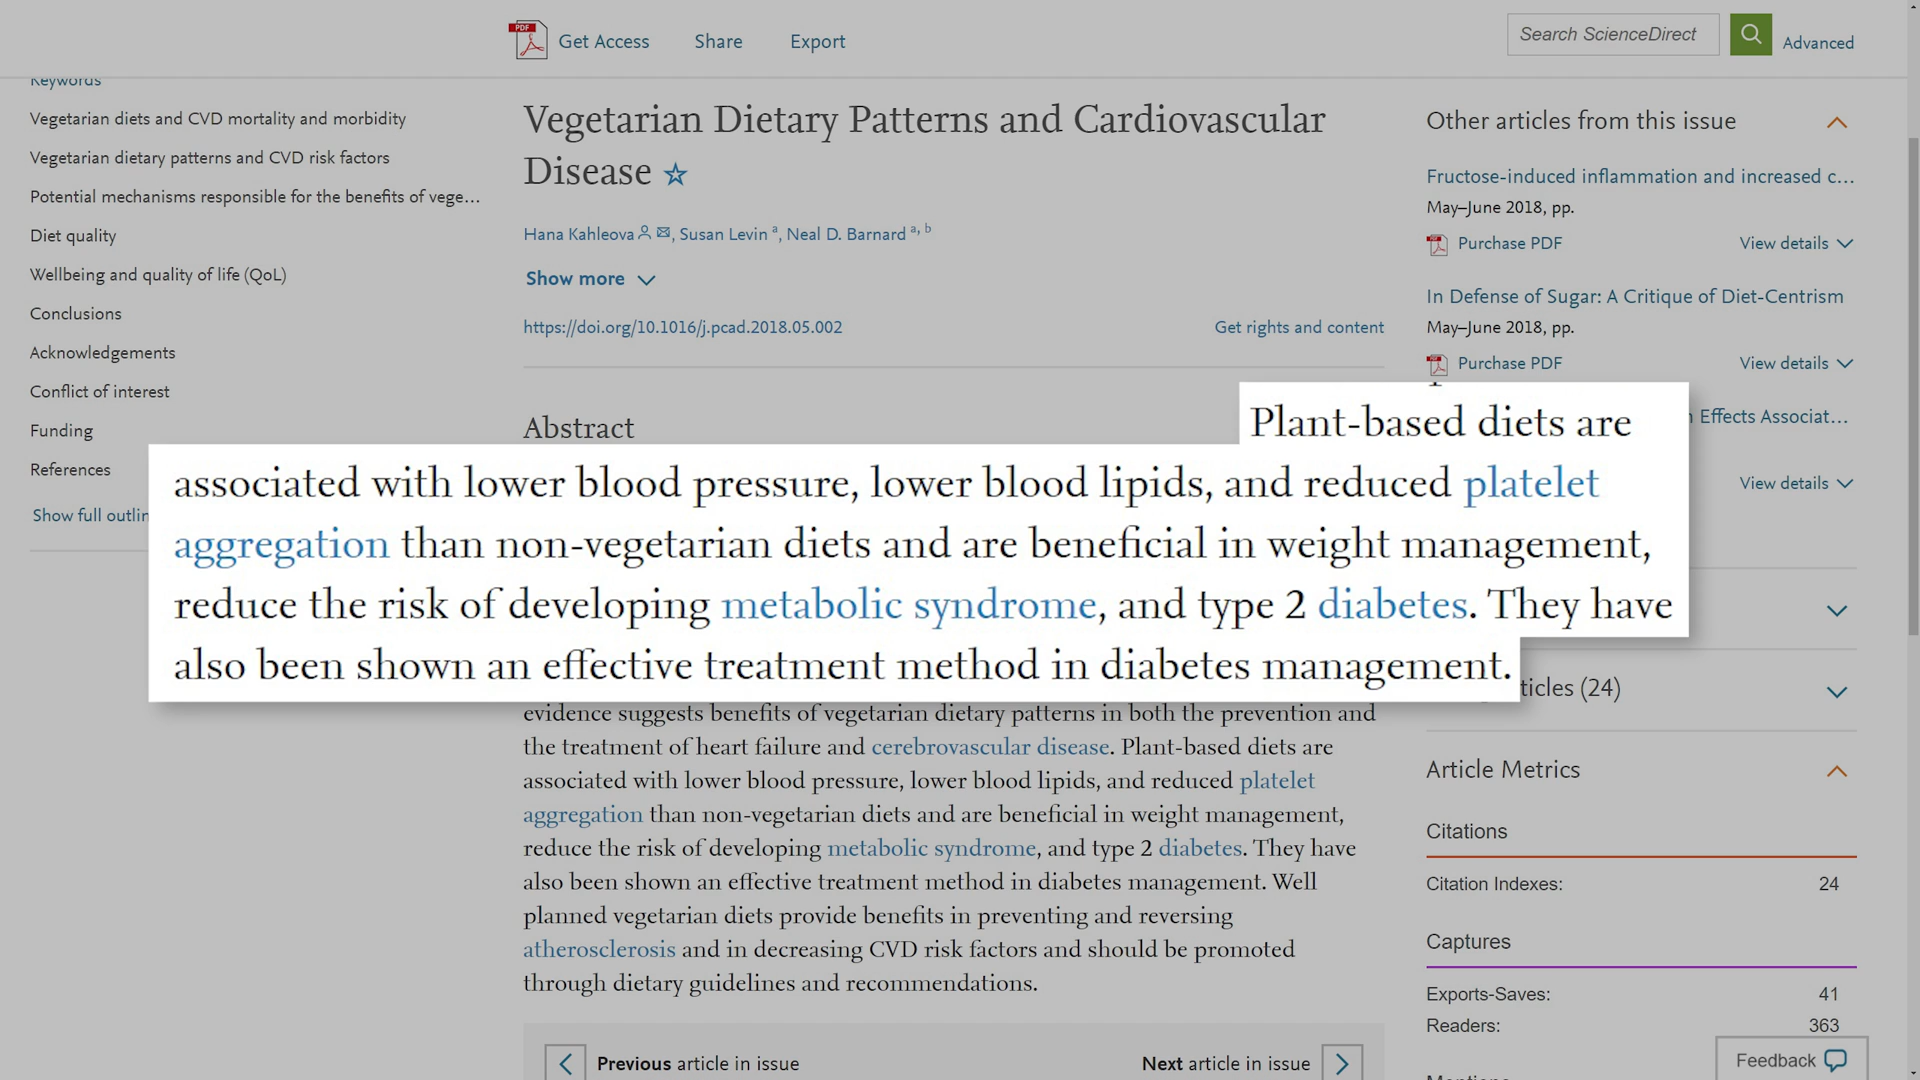 PDF
Get Access
Share
Export
Search ScienceDirect
Advanced
Keywords
Vegetarian diets and CVD mortality and morbidity
Vegetarian dietary patterns and CVD risk factors
Potential mechanisms responsible for the benefits of vege...
Diet quality
Wellbeing and quality of life (QoL)
Conclusions
Acknowledgements
Conflict of interest
Funding
References
Show full outlin
Vegetarian Dietary Patterns and Cardiovascular
Disease
Hana Kahleova, Susan Levin a, Neal D. Barnard a, b
Show more
https://doi.org/10.1016/j.pcad.2018.05.002
Get rights and content
Abstract
Plant-based diets are
associated with lower blood pressure, lower blood lipids, and reduced platelet
aggregation than non-vegetarian diets and are beneficial in weight management,
reduce the risk of developing metabolic syndrome, and type 2 diabetes. They have
also been shown an effective treatment method in diabetes management.
evidence suggests benefits of vegetarian dietary patterns in both the prevention and
the treatment of heart failure and cerebrovascular disease. Plant-based diets are
associated with lower blood pressure, lower blood lipids, and reduced platelet
aggregation than non-vegetarian diets and are beneficial in weight management,
reduce the risk of developing metabolic syndrome, and type 2 diabetes. They have
also been shown an effective treatment method in diabetes management. Well
planned vegetarian diets provide benefits in preventing and reversing
atherosclerosis and in decreasing CVD risk factors and should be promoted
through dietary guidelines and recommendations.
Previous article in issue
Next article in issue
Other articles from this issue
Fructose-induced inflammation and increased c...
May–June 2018, pp.
Purchase PDF
View details
In Defense of Sugar: A Critique of Diet-Centrism
May–June 2018, pp.
Purchase PDF
View details
Effects Associat...
View details
ticles (24)
Article Metrics
Citations
Citation Indexes: 24
Captures
Exports-Saves: 41
Readers: 363
Feedback